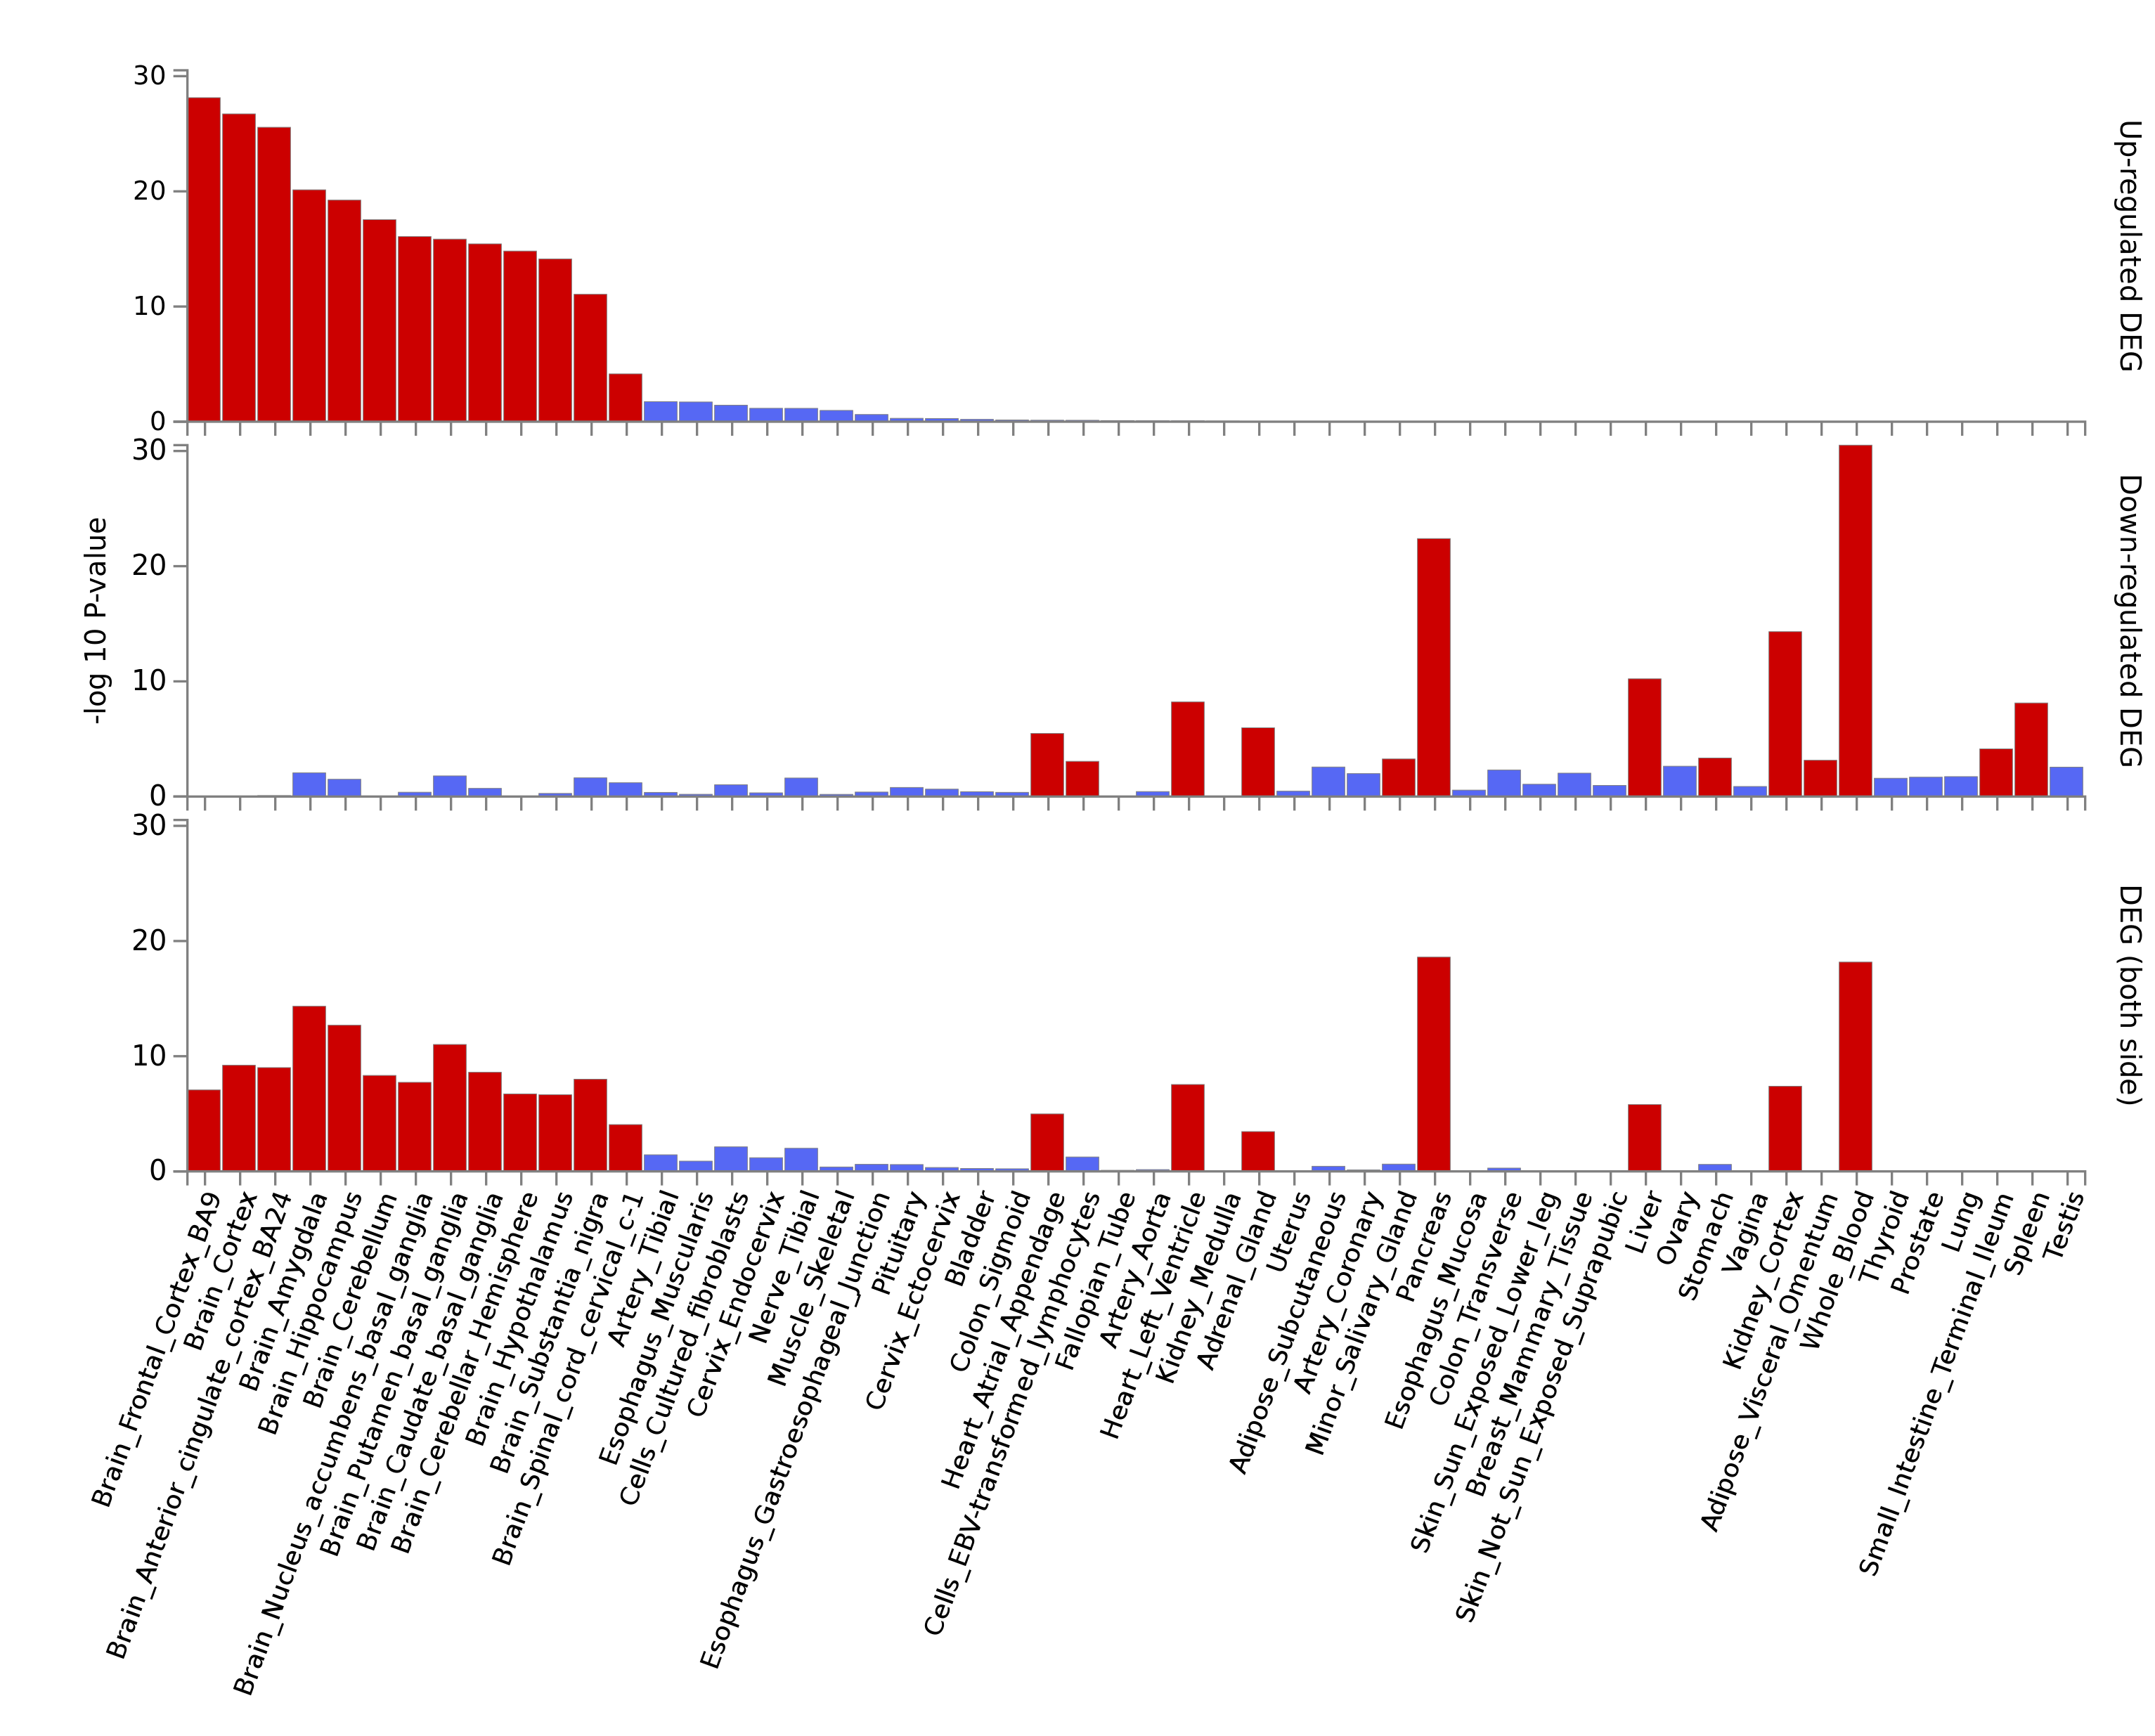 30
20
10
0
Up-regulated DEG
30
20
10
0
Down-regulated DEG
-log 10 P-value
30
20
10
0
DEG (both side)
Brain_Frontal_Cortex_BA9
Brain_Cortex
Brain_Anterior_cingulate_cortex_BA24
Brain_Amygdala
Brain_Hippocampus
Brain_Cerebellum
Brain_Nucleus_accumbens_basal_ganglia
Brain_Putamen_basal_ganglia
Brain_Caudate_basal_ganglia
Brain_Cerebellar_Hemisphere
Brain_Hypothalamus
Brain_Substantia_nigra
Brain_Spinal_cord_cervical_c-1
Artery_Tibial
Esophagus_Muscularis
Cells_Cultured_fibroblasts
Cervix_Endocervix
Nerve_Tibial
Muscle_Skeletal
Esophagus_Gastroesophageal_Junction
Pituitary
Cervix_Ectocervix
Bladder
Colon_Sigmoid
Heart_Atrial_Appendage
Cells_EBV-transformed_lymphocytes
Fallopian_Tube
Artery_Aorta
Heart_Left_Ventricle
Kidney_Medulla
Adrenal_Gland
Uterus
Adipose_Subcutaneous
Artery_Coronary
Minor_Salivary_Gland
Pancreas
Esophagus_Mucosa
Colon_Transverse
Skin_Sun_Exposed_Lower_leg
Breast_Mammary_Tissue
Skin_Not_Sun_Exposed_Suprapubic
Liver
Ovary
Stomach
Vagina
Kidney_Cortex
Adipose_Visceral_Omentum
Whole_Blood
Thyroid
Prostate
Lung
Small_Intestine_Terminal_Ileum
Spleen
Testis